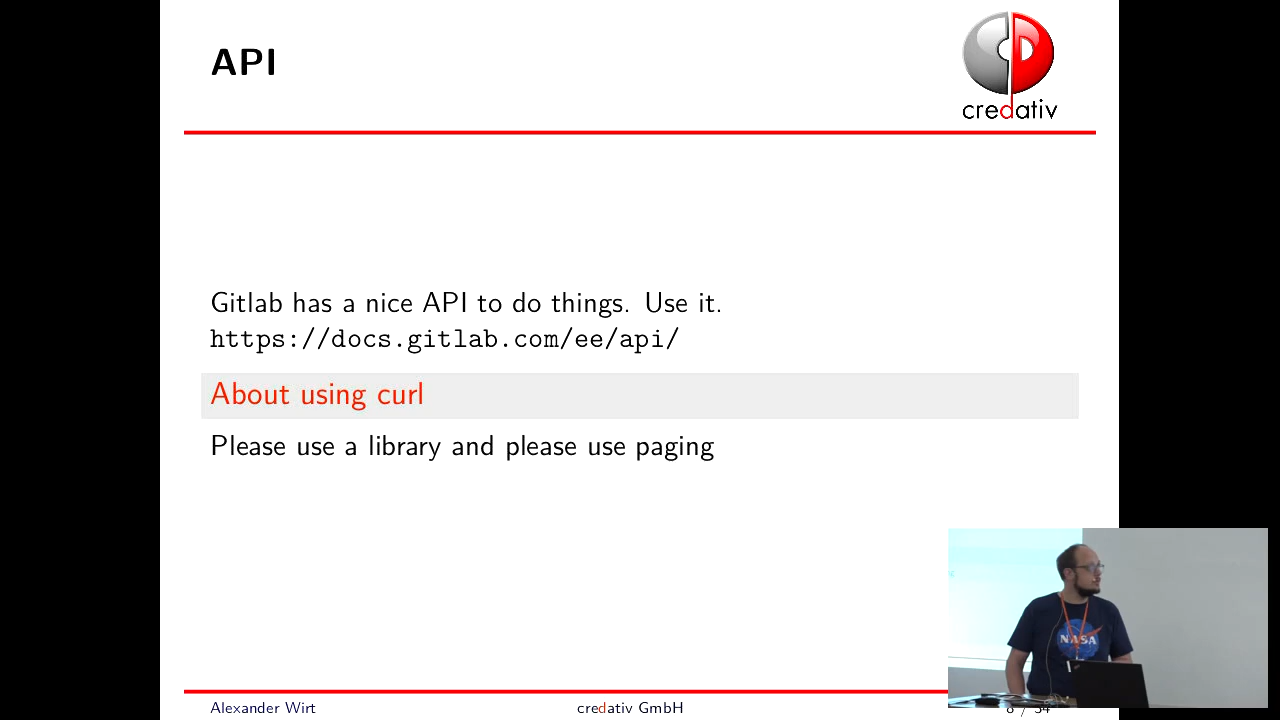 API
credativ
Gitlab has a nice API to do things. Use it.
https://docs.gitlab.com/ee/api/
About using curl
Please use a library and please use paging
NASA
Alexander Wirt
credativ GmbH